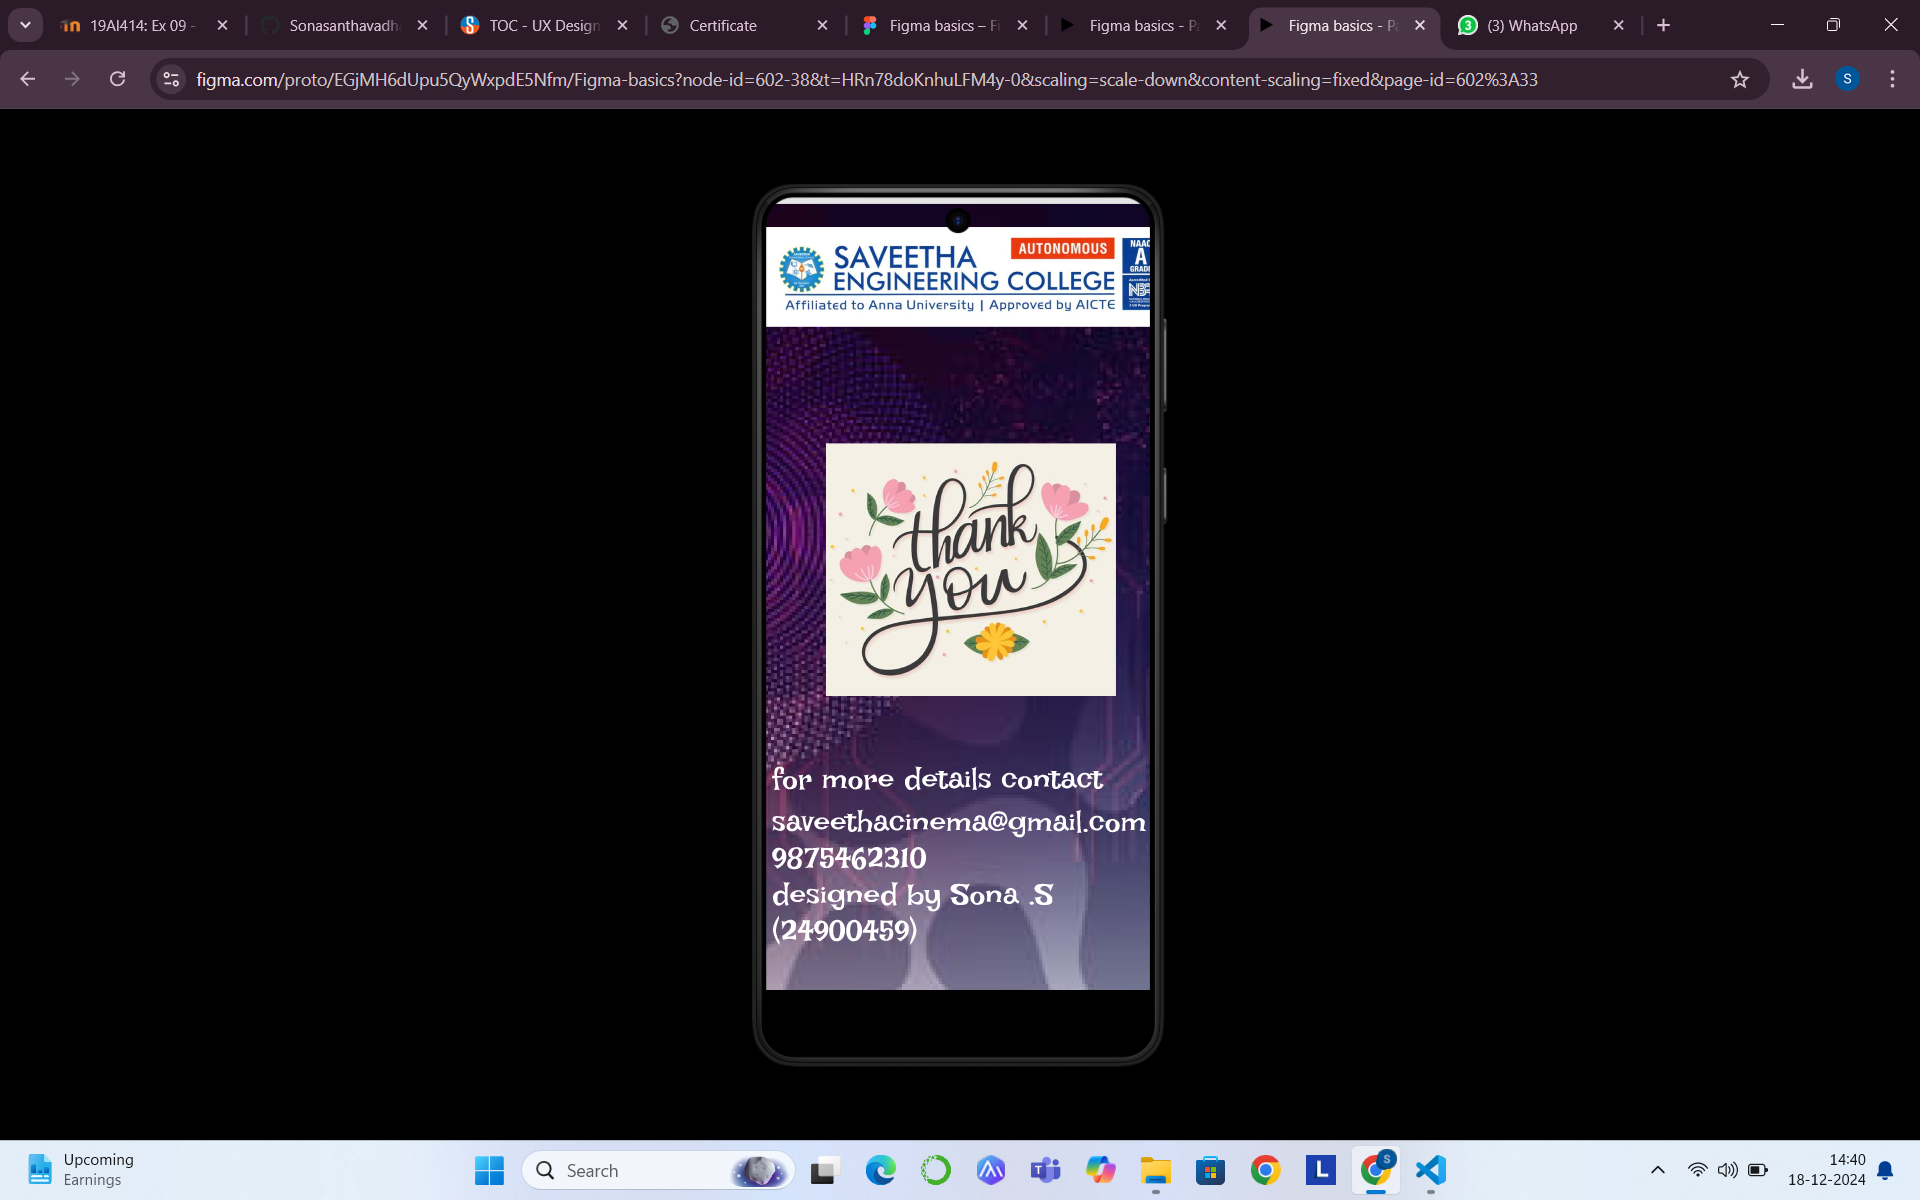 19AI414: Ex 09 -
Sonasanthavadha
TOC - UX Design
Certificate
Figma basics – Fi
Figma basics - Pa
Figma basics - Pa
(3) WhatsApp
figma.com/proto/EGjMH6dUpu5QyWxpdE5Nfm/Figma-basics?node-id=602-38&t=HRn78doKnhuLFM4y-0&scaling=scale-down&content-scaling=fixed&page-id=602%3A33
S
SAVEETHA
AUTONOMOUS
ENGINEERING COLLEGE
Affiliated to Anna University | Approved by AICTE
NAAC
A
GRADE
thank
you
for more details contact
saveethacinema@gmail.com
9875462310
designed by Sona .S
(24900459)
Upcoming
Earnings
Search
14:40
18-12-2024